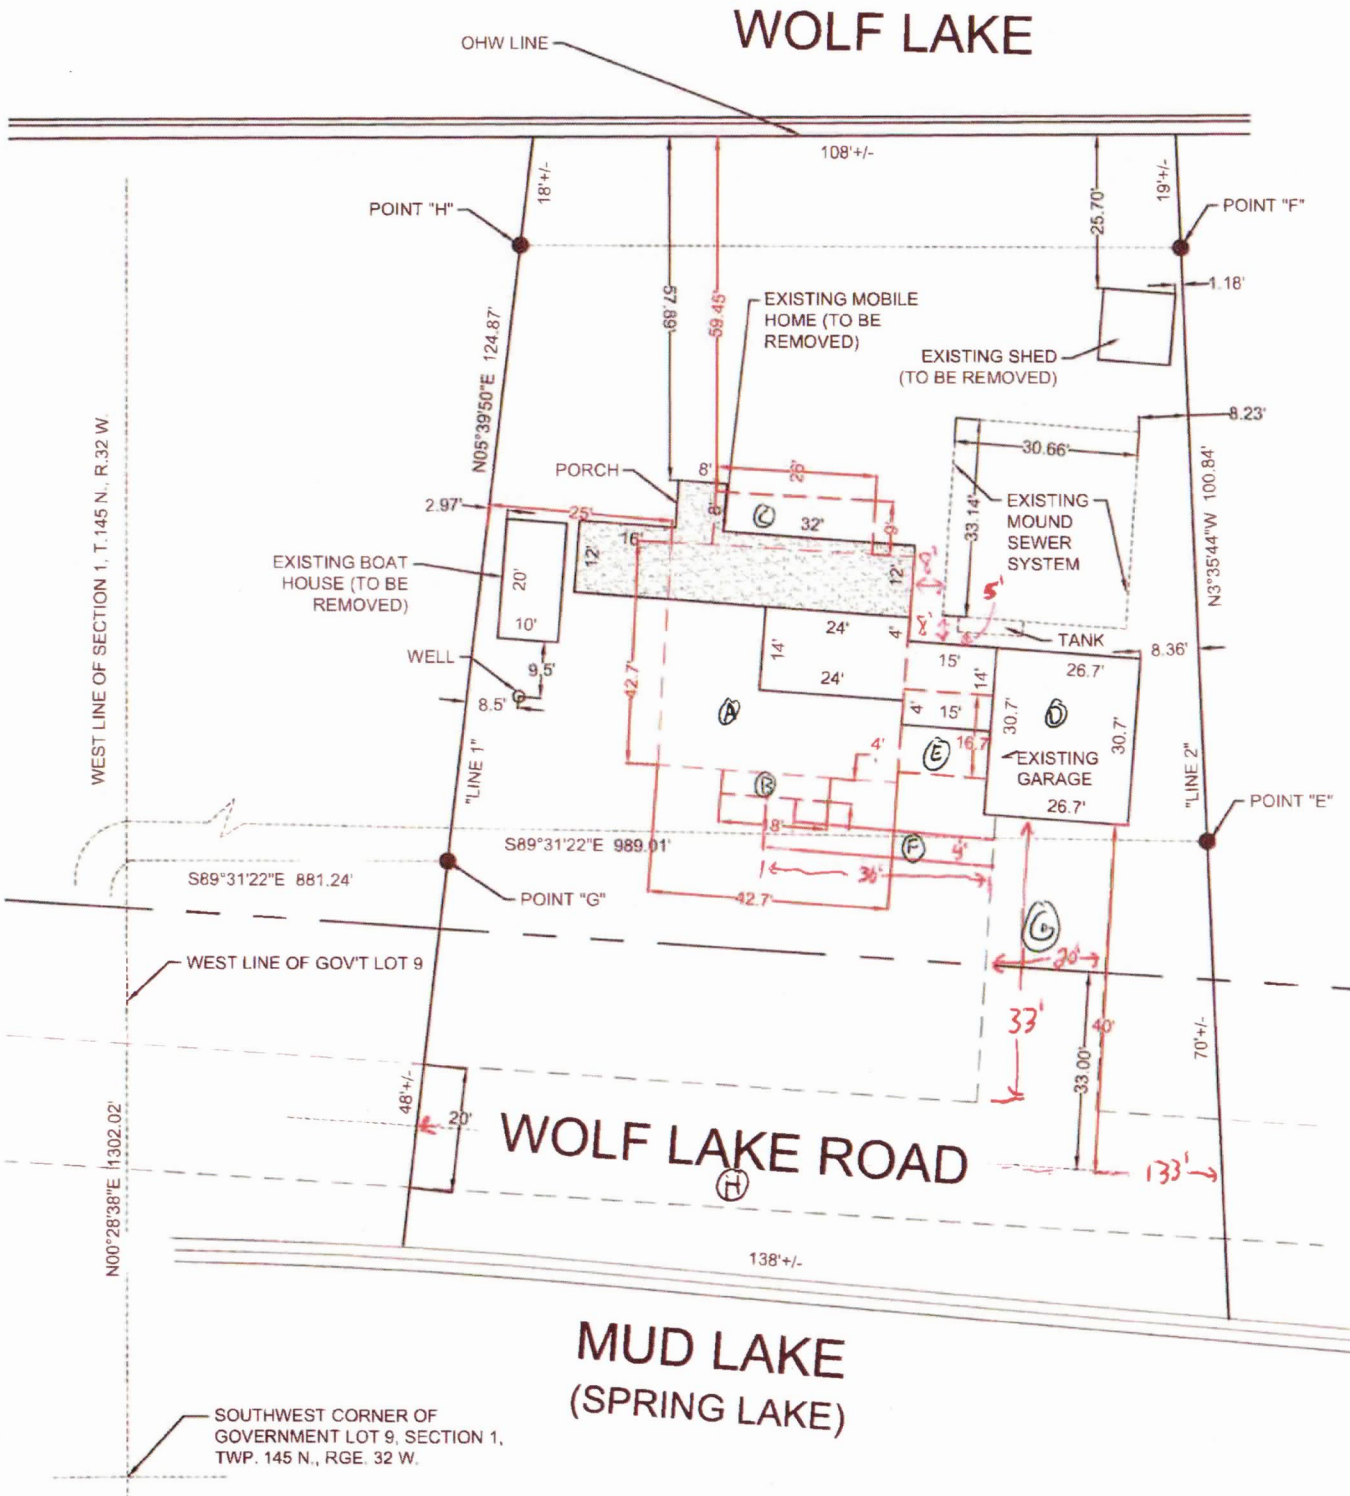 WOLF LAKE
OHW LINE
108'+/-
18'+/-
19'+/-
POINT "H"
POINT "F"
25.70'
1.18'
57.89'
59.45'
EXISTING MOBILE
HOME (TO BE
REMOVED)
EXISTING SHED
(TO BE REMOVED)
N05°39'50"E 124.87'
WEST LINE OF SECTION 1, T.145 N., R.32 W.
8.23'
30.66'
PORCH
8'
26'
33.14'
EXISTING
MOUND
SEWER
SYSTEM
N3°35'44"W 100.84'
2.97'
25'
8'
C
32'
9'
16'
12'
12'
8'
EXISTING BOAT
HOUSE (TO BE
REMOVED)
20'
10'
5'
8'
TANK
24'
4'
15'
14'
24'
14'
26.7'
8.36'
WELL
9.5'
8.5'
42.7'
A
4'
15'
30.7'
D
30.7'
E
16.7'
EXISTING
GARAGE
26.7'
4'
B
18'
"LINE 1"
"LINE 2"
POINT "E"
S89°31'22"E 989.01'
F
4'
36'
S89°31'22"E 881.24'
POINT "G"
42.7'
G
20'
WEST LINE OF GOV'T LOT 9
33'
40'
33.00'
70'+/-
48'+/-
20'
WOLF LAKE ROAD
H
133'
N00°28'38"E 1302.02'
138'+/-
MUD LAKE
(SPRING LAKE)
SOUTHWEST CORNER OF
GOVERNMENT LOT 9, SECTION 1,
TWP. 145 N., RGE. 32 W.